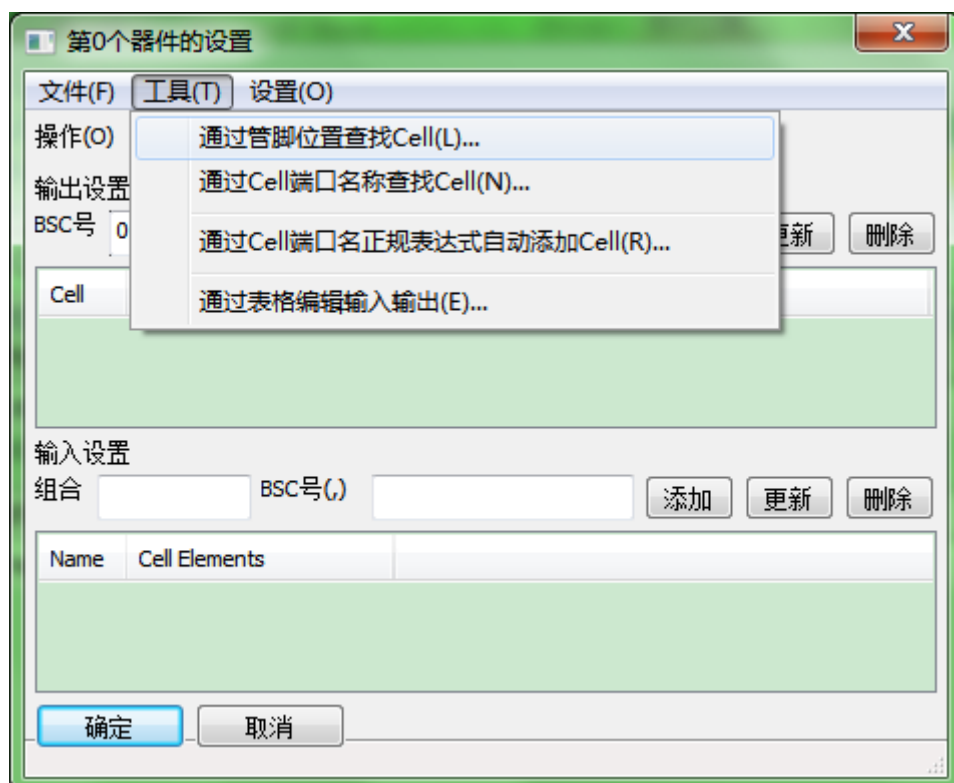 第0个器件的设置
文件(F) 工具(T) 设置(O)
操作(O)
通过管脚位置查找Cell(L)...
通过Cell端口名称查找Cell(N)...
通过Cell端口名正规表达式自动添加Cell(R)...
通过表格编辑输入输出(E)...
输出设置
BSC号 0 更新 删除
Cell
输入设置
组合 BSC号(,) 添加 更新 删除
Name Cell Elements
确定 取消